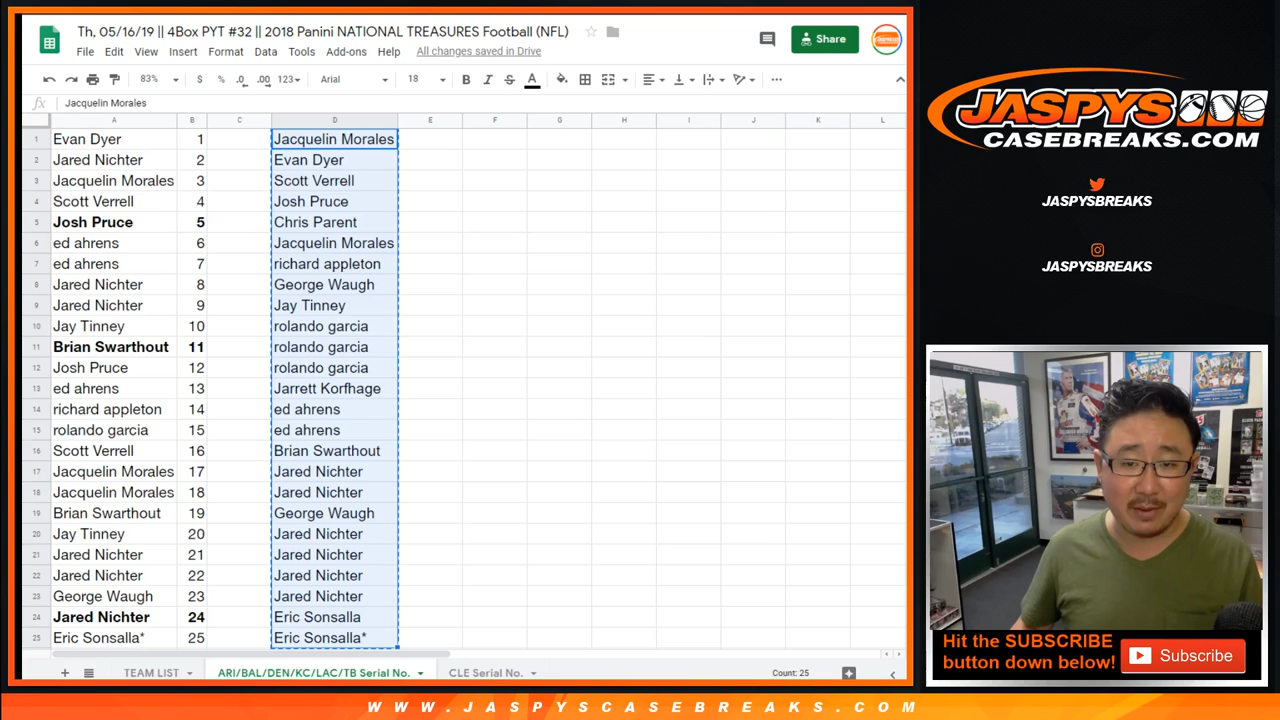 Th, 05/16/19 || 4Box PYT #32 || 2018 Panini NATIONAL TREASURES Football (NFL)
File Edit View Insert Format Data Tools Add-ons Help All changes saved in Drive
Share
83% $ % .0 .00 123 Arial 18 B I S A
fx Jacquelin Morales
A B C D E F G H I J K L
1 Evan Dyer 1 Jacquelin Morales
2 Jared Nichter 2 Evan Dyer
3 Jacquelin Morales 3 Scott Verrell
4 Scott Verrell 4 Josh Pruce
5 Josh Pruce 5 Chris Parent
6 ed ahrens 6 Jacquelin Morales
7 ed ahrens 7 richard appleton
8 Jared Nichter 8 George Waugh
9 Jared Nichter 9 Jay Tinney
10 Jay Tinney 10 rolando garcia
11 Brian Swarthout 11 rolando garcia
12 Josh Pruce 12 rolando garcia
13 ed ahrens 13 Jarrett Korfhage
14 richard appleton 14 ed ahrens
15 rolando garcia 15 ed ahrens
16 Scott Verrell 16 Brian Swarthout
17 Jacquelin Morales 17 Jared Nichter
18 Jacquelin Morales 18 Jared Nichter
19 Brian Swarthout 19 George Waugh
20 Jay Tinney 20 Jared Nichter
21 Jared Nichter 21 Jared Nichter
22 Jared Nichter 22 Jared Nichter
23 George Waugh 23 Jared Nichter
24 Jared Nichter 24 Eric Sonsalla
25 Eric Sonsalla* 25 Eric Sonsalla*
TEAM LIST ARI/BAL/DEN/KC/LAC/TB Serial No. CLE Serial No. Count: 25
JASPYS
CASEBREAKS.COM
JASPYSBREAKS
JASPYSBREAKS
Hit the SUBSCRIBE
button down below!
Subscribe
WWW.JASPYSCASEBREAKS.COM